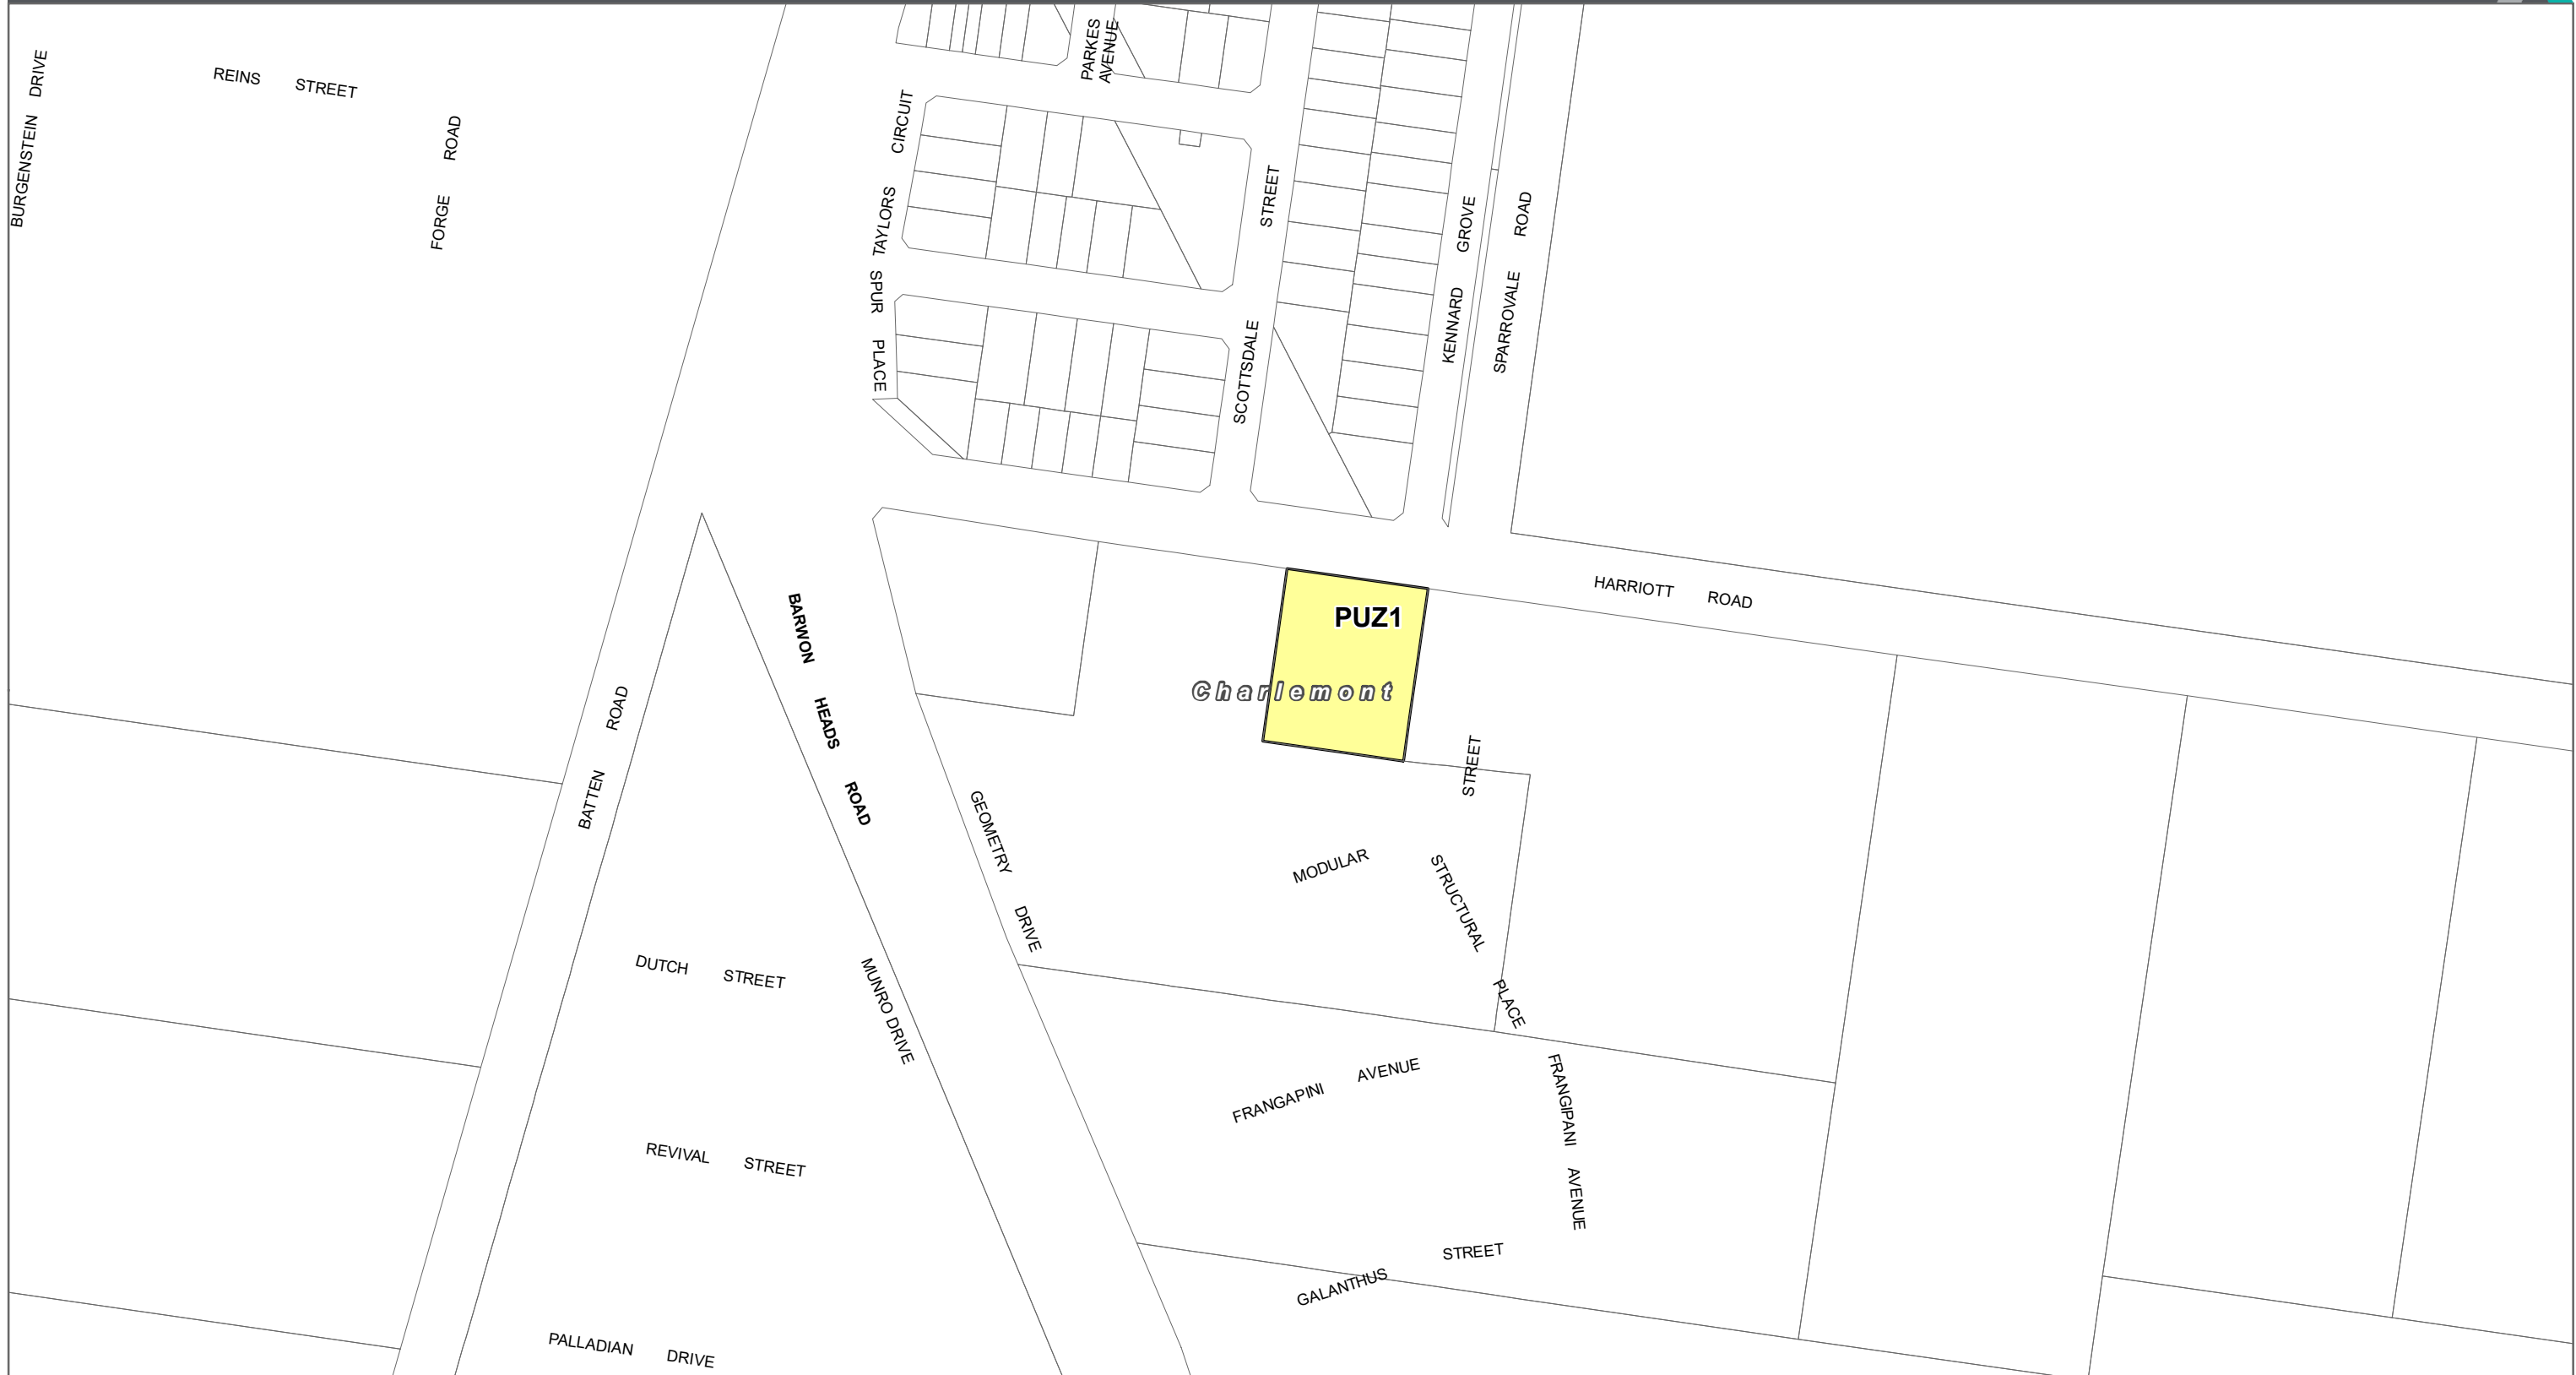 PARKES
AVENUE
BURGENSTEIN DRIVE
REINS STREET
FORGE ROAD
TAYLORS CIRCUIT
SPUR PLACE
SCOTTSDALE STREET
KENNARD GROVE
SPARROVALE ROAD
HARRIOTT ROAD
PUZ1
Charlemont
BARWON HEADS ROAD
BATTEN ROAD
GEOMETRY DRIVE
MODULAR STREET
STRUCTURAL PLACE
DUTCH STREET
MUNRO DRIVE
FRANGAPINI AVENUE
FRANGIPANI AVENUE
REVIVAL STREET
GALANTHUS STREET
PALLADIAN DRIVE